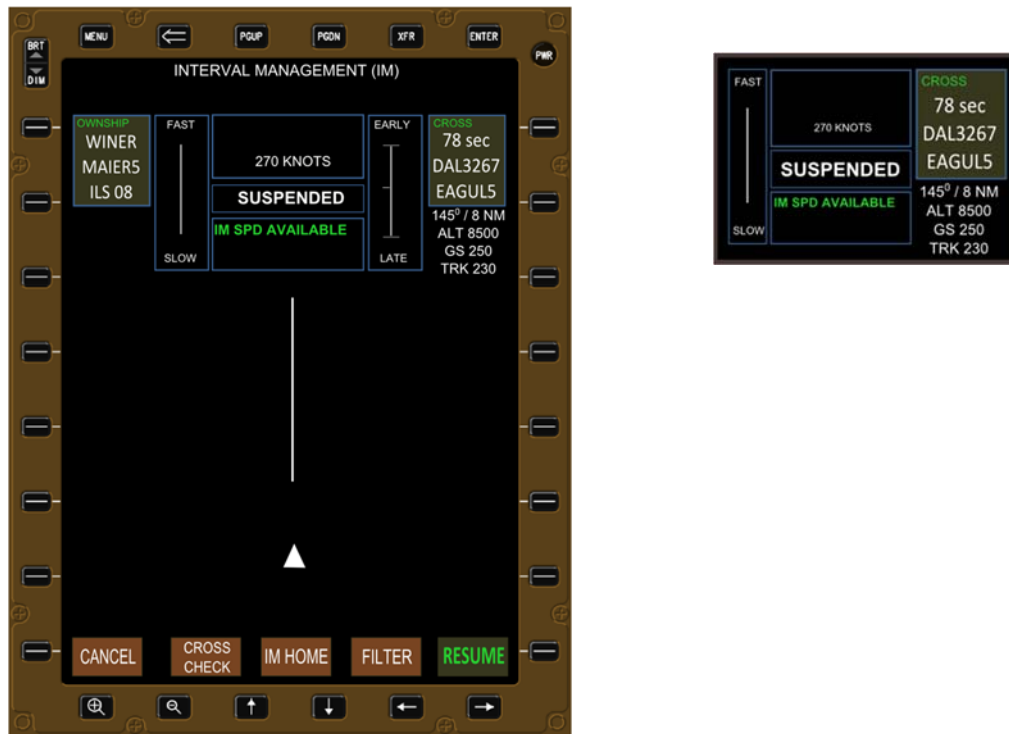 MENU
PGUP
PGDN
XFR
ENTER
BRT
DIM
PWR
INTERVAL MANAGEMENT (IM)
OWNSHIP
WINER
MAIER5
ILS 08
FAST
SLOW
270 KNOTS
SUSPENDED
IM SPD AVAILABLE
EARLY
LATE
CROSS
78 sec
DAL3267
EAGUL5
145⁰ / 8 NM
ALT 8500
GS 250
TRK 230
CANCEL
CROSS
CHECK
IM HOME
FILTER
RESUME
FAST
SLOW
270 KNOTS
SUSPENDED
IM SPD AVAILABLE
CROSS
78 sec
DAL3267
EAGUL5
145⁰ / 8 NM
ALT 8500
GS 250
TRK 230